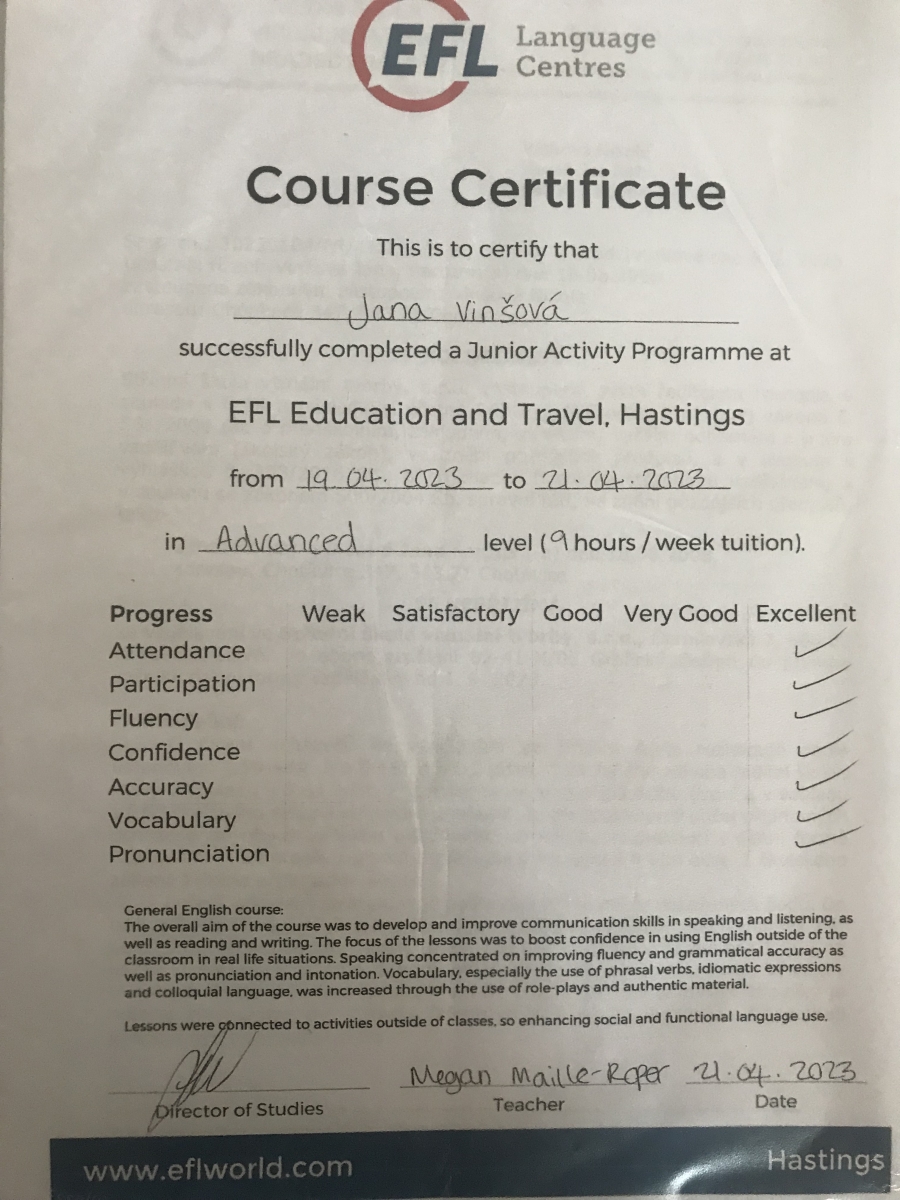 EFL Language
Centres
Course Certificate
This is to certify that
Jana Vinšová
successfully completed a Junior Activity Programme at
EFL Education and Travel, Hastings
from 19.04.2023 to 21.04.2023
in Advanced level (9 hours / week tuition).
Progress Weak Satisfactory Good Very Good Excellent
Attendance ✓
Participation ✓
Fluency ✓
Confidence ✓
Accuracy ✓
Vocabulary ✓
Pronunciation ✓
General English course:
The overall aim of the course was to develop and improve communication skills in speaking and listening, as
well as reading and writing. The focus of the lessons was to boost confidence in using English outside of the
classroom in real life situations. Speaking concentrated on improving fluency and grammatical accuracy as
well as pronunciation and intonation. Vocabulary, especially the use of phrasal verbs, idiomatic expressions
and colloquial language, was increased through the use of role-plays and authentic material.
Lessons were connected to activities outside of classes, so enhancing social and functional language use.
Megan Maille-Roper 21.04.2023
Director of Studies Teacher Date
www.eflworld.com Hastings